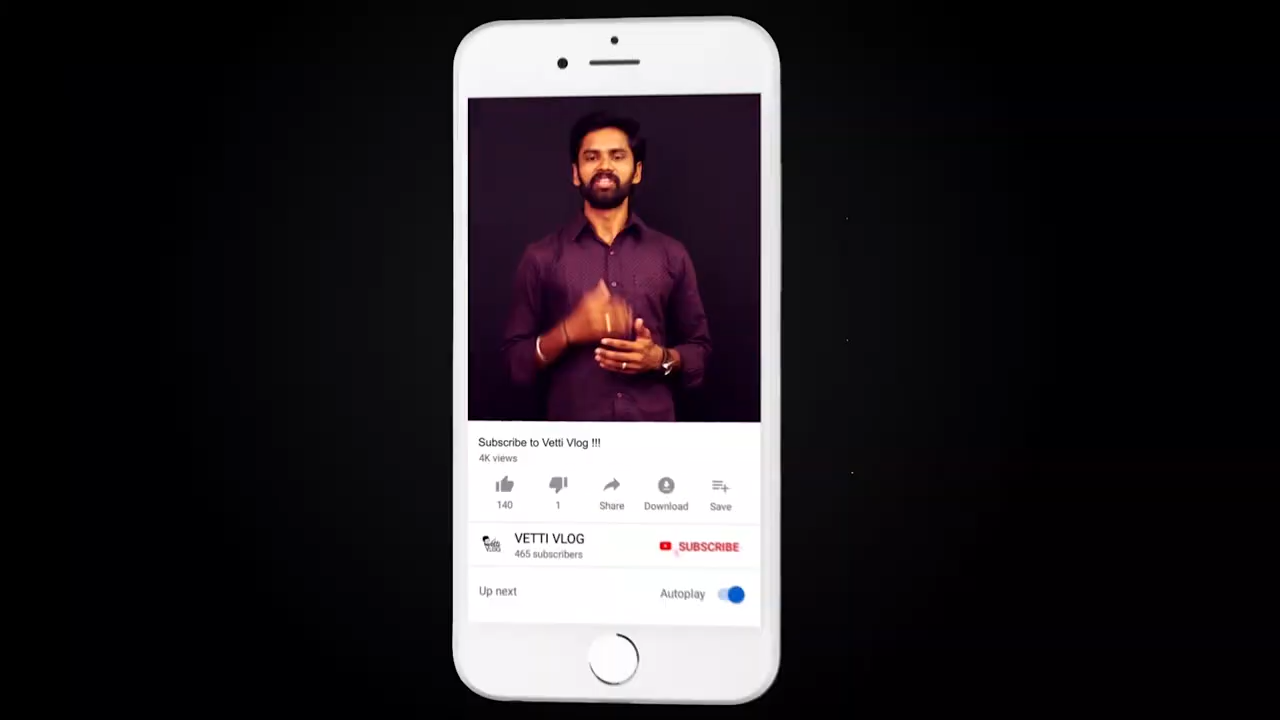 Subscribe to Vetti Vlog !!!
4K views
140 1 Share Download Save
VETTI VLOG
465 subscribers
SUBSCRIBE
Up next Autoplay